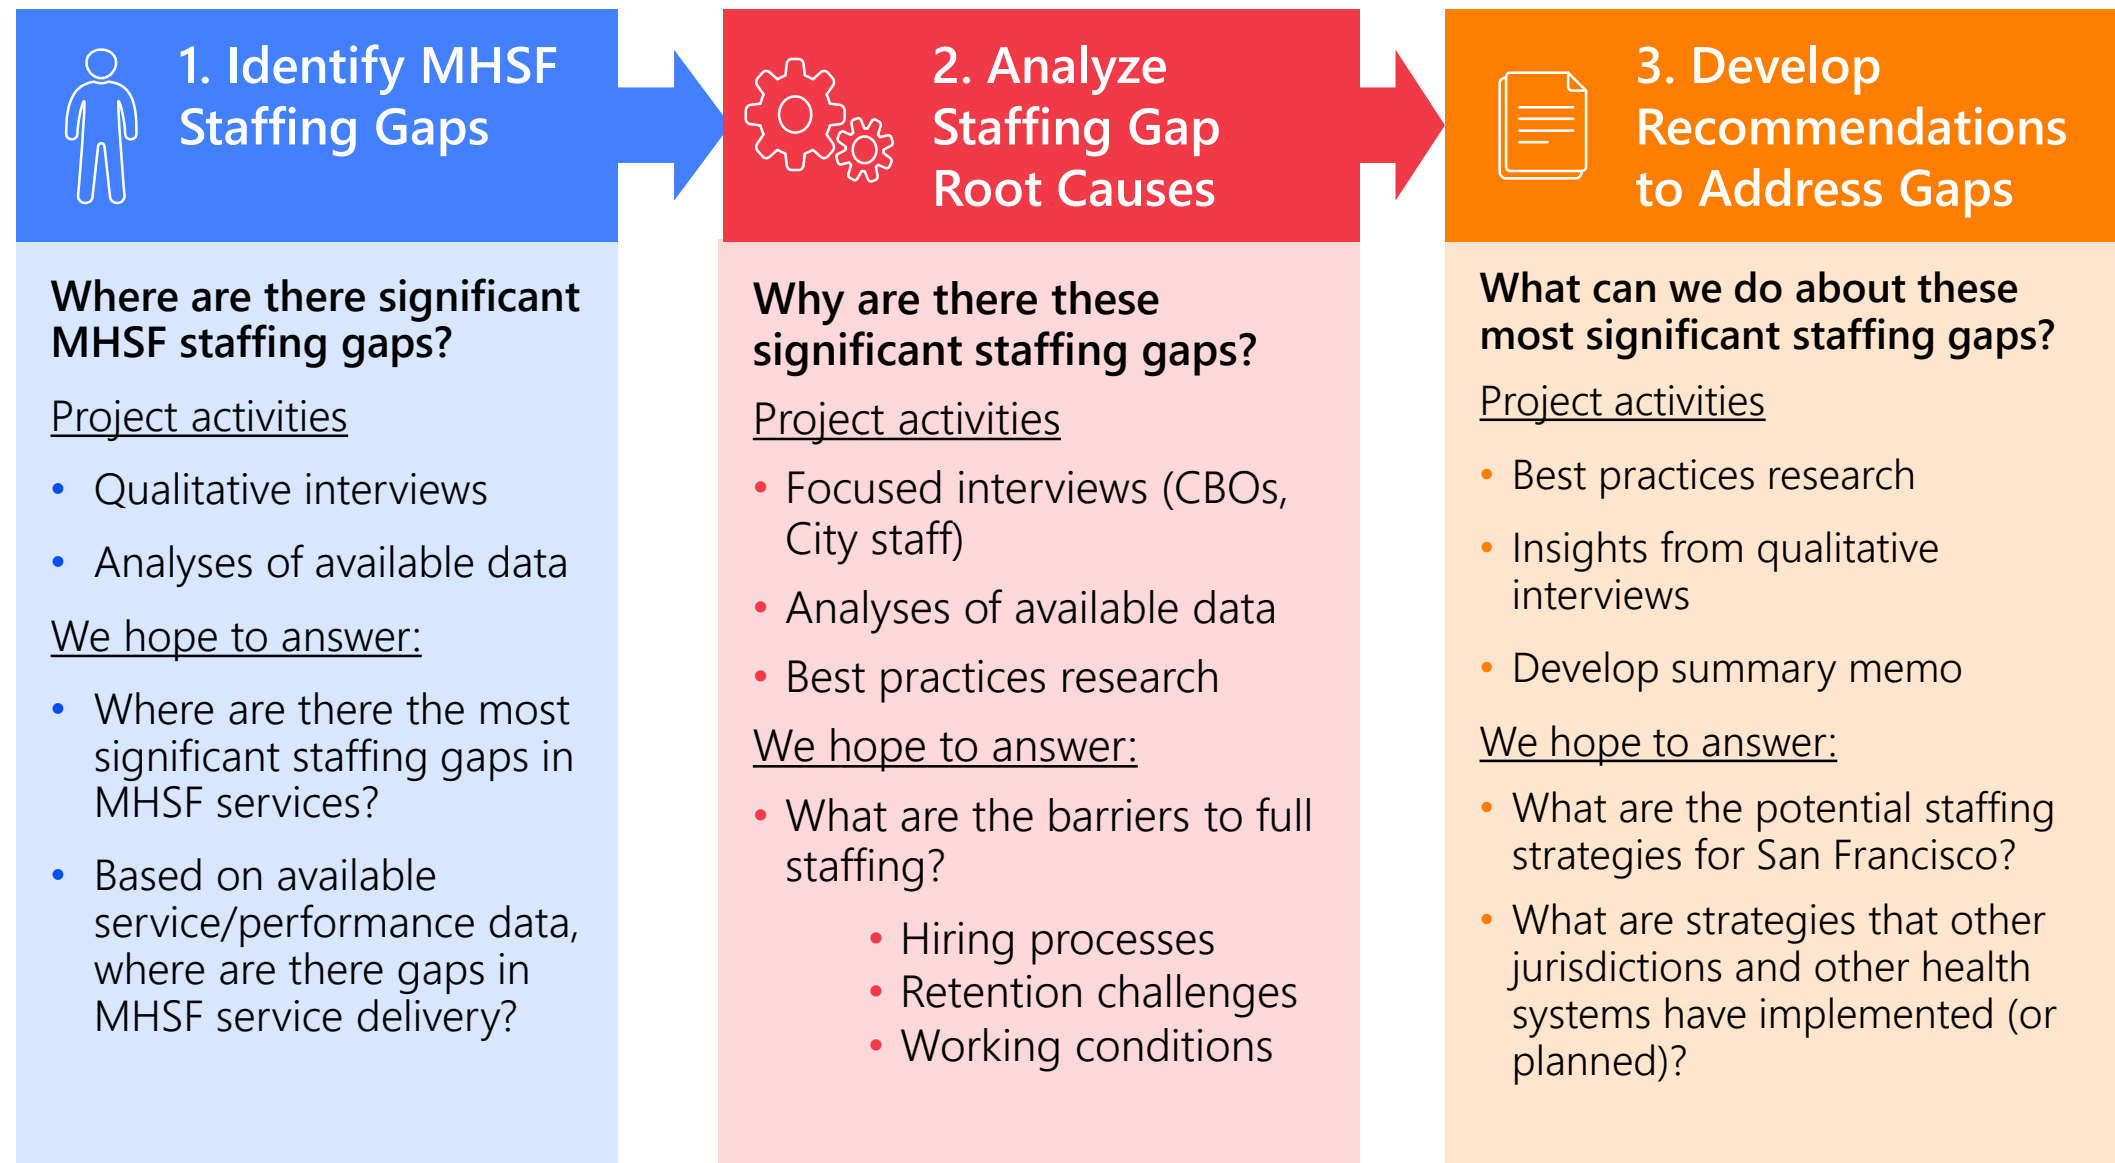 1. Identify MHSF
Staffing Gaps
Where are there significant
MHSF staffing gaps?
Project activities
• Qualitative interviews
• Analyses of available data
We hope to answer:
• Where are there the most
significant staffing gaps in
MHSF services?
• Based on available
service/performance data,
where are there gaps in
MHSF service delivery?
2. Analyze
Staffing Gap
Root Causes
Why are there these
significant staffing gaps?
Project activities
• Focused interviews (CBOs,
City staff)
• Analyses of available data
• Best practices research
We hope to answer:
• What are the barriers to full
staffing?
• Hiring processes
• Retention challenges
• Working conditions
3. Develop
Recommendations
to Address Gaps
What can we do about these
most significant staffing gaps?
Project activities
• Best practices research
• Insights from qualitative
interviews
• Develop summary memo
We hope to answer:
• What are the potential staffing
strategies for San Francisco?
• What are strategies that other
jurisdictions and other health
systems have implemented (or
planned)?